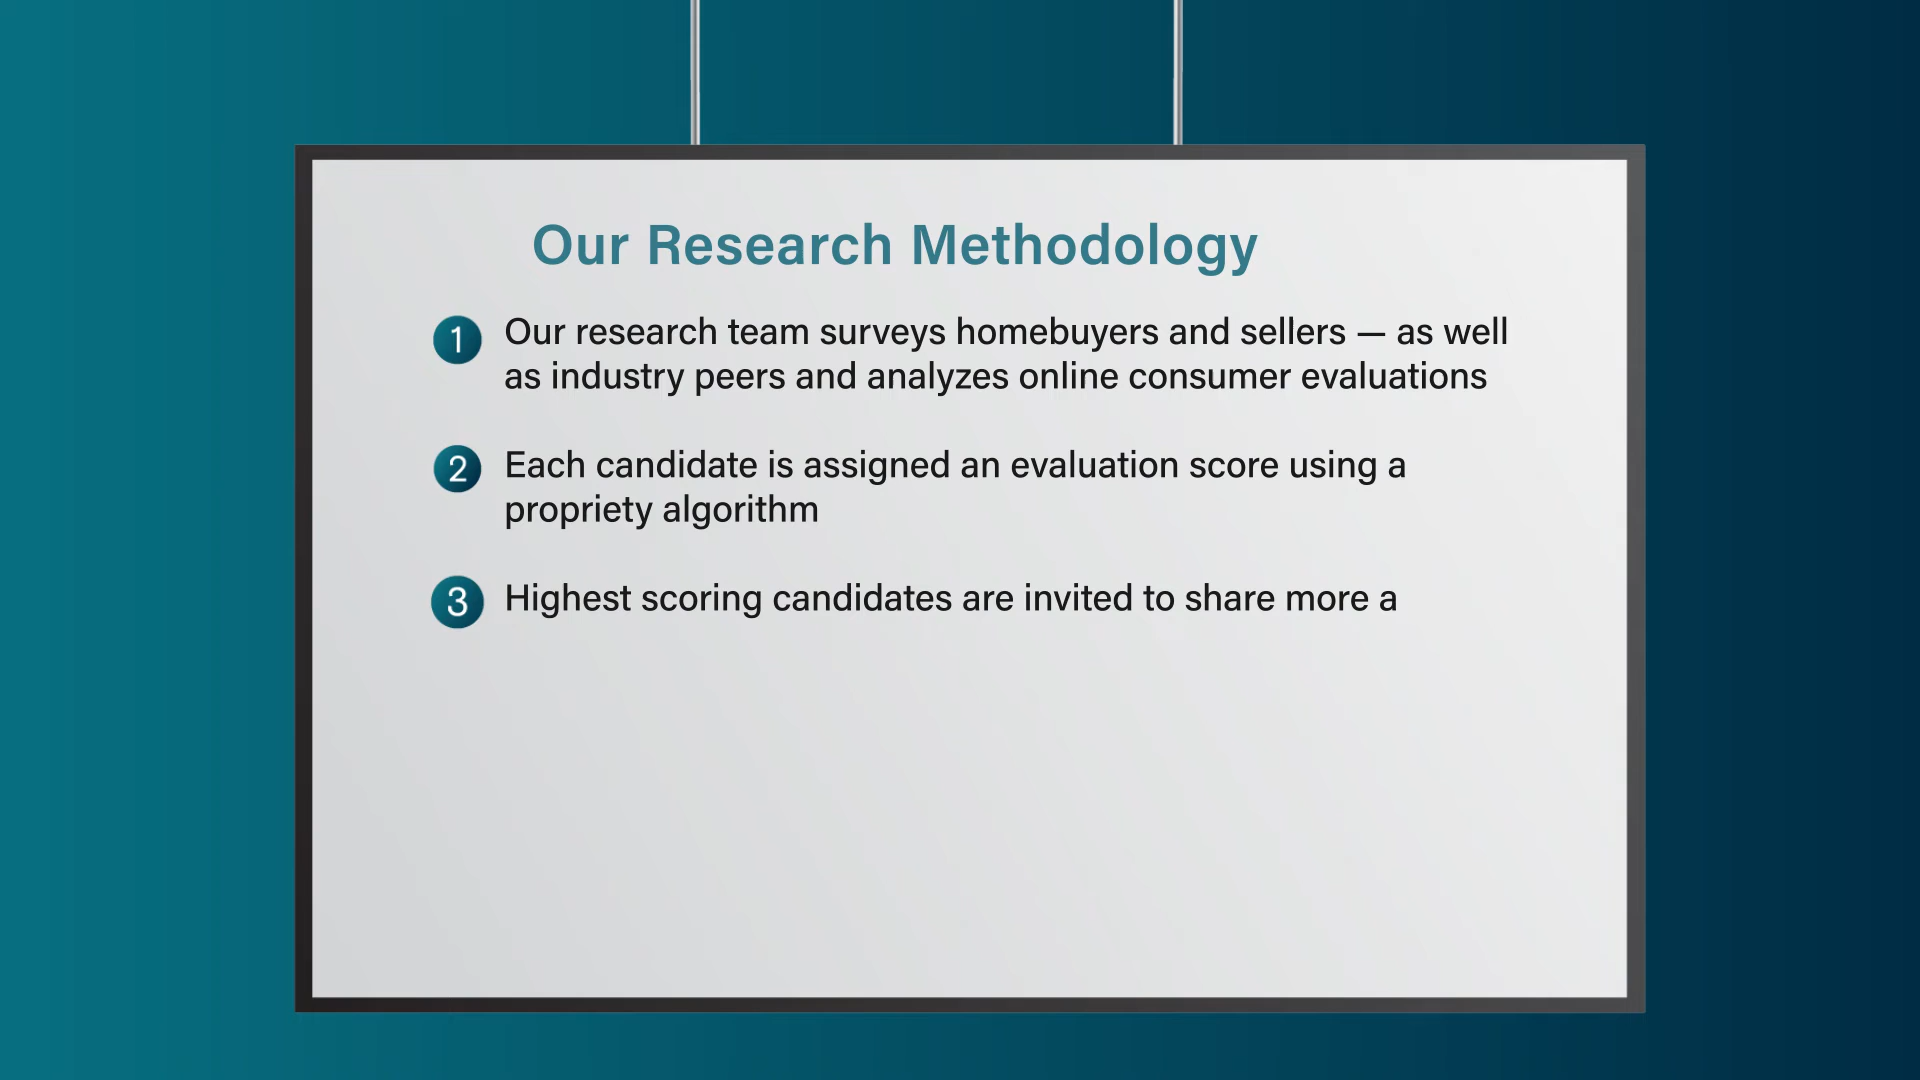 Our Research Methodology
1 Our research team surveys homebuyers and sellers — as well
as industry peers and analyzes online consumer evaluations
2 Each candidate is assigned an evaluation score using a
propriety algorithm
3 Highest scoring candidates are invited to share more a